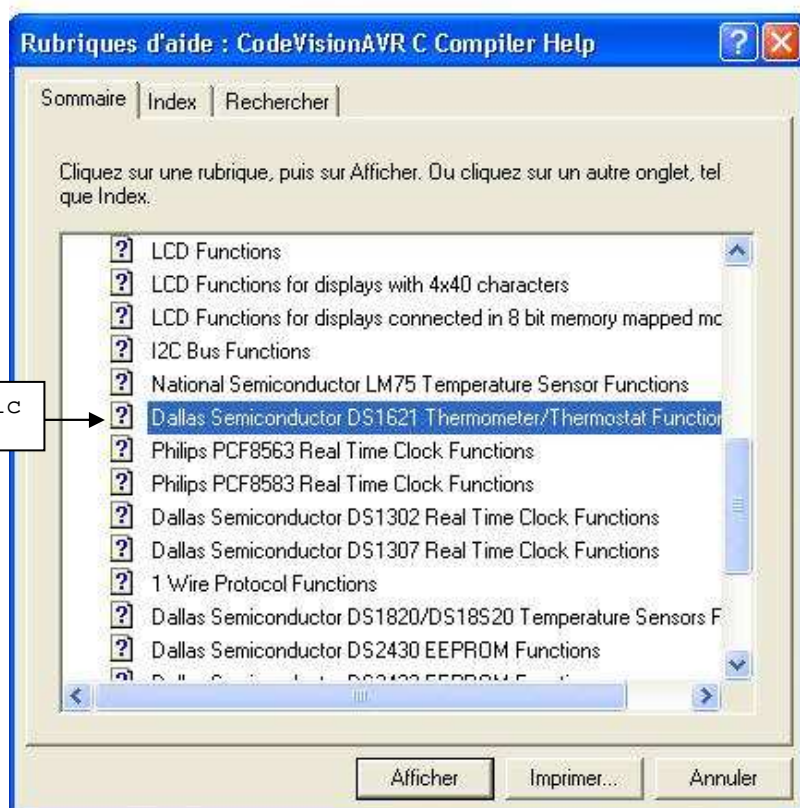 Rubriques d'aide : CodeVisionAVR C Compiler Help
Sommaire
Index
Rechercher
Cliquez sur une rubrique, puis sur Afficher. Ou cliquez sur un autre onglet, tel
que Index.
LCD Functions
LCD Functions for displays with 4x40 characters
LCD Functions for displays connected in 8 bit memory mapped mc
I2C Bus Functions
National Semiconductor LM75 Temperature Sensor Functions
Dallas Semiconductor DS1621 Thermometer/Thermostat Function
Philips PCF8563 Real Time Clock Functions
Philips PCF8583 Real Time Clock Functions
Dallas Semiconductor DS1302 Real Time Clock Functions
Dallas Semiconductor DS1307 Real Time Clock Functions
1 Wire Protocol Functions
Dallas Semiconductor DS1820/DS18S20 Temperature Sensors F
Dallas Semiconductor DS2430 EEPROM Functions
Afficher
Imprimer...
Annuler